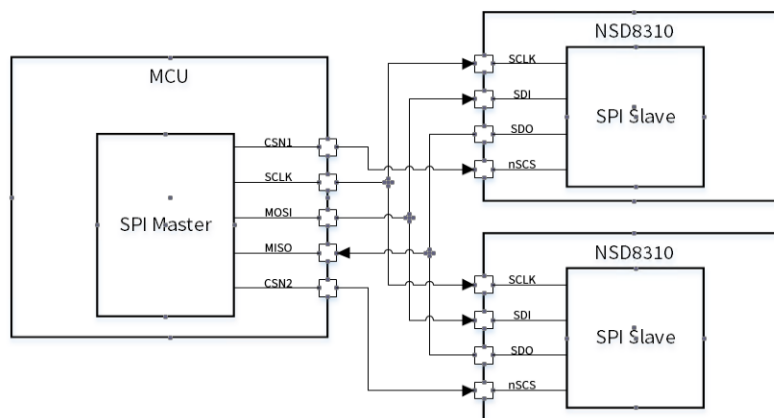 MCU
SPI Master
CSN1
SCLK
MOSI
MISO
CSN2
NSD8310
SCLK
SDI
SDO
nSCS
SPI Slave
NSD8310
SCLK
SDI
SDO
nSCS
SPI Slave